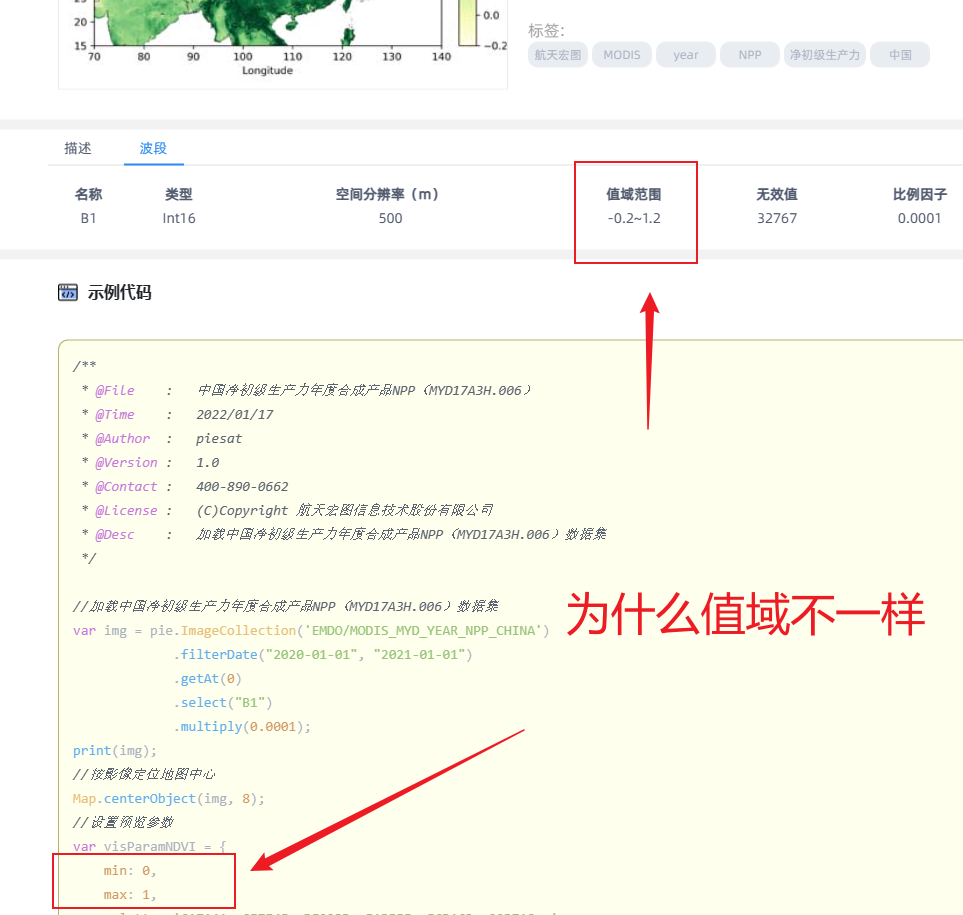 20
15
70 80 90 100 110 120 130 140
Longitude
0.0
−0.2
标签：
航天宏图 MODIS year NPP 净初级生产力 中国
描述 波段
名称 类型 空间分辨率（m） 值域范围 无效值 比例因子
B1 Int16 500 -0.2~1.2 32767 0.0001
示例代码
/**
* @File : 中国净初级生产力年度合成产品NPP（MYD17A3H.006）
* @Time : 2022/01/17
* @Author : piesat
* @Version : 1.0
* @Contact : 400-890-0662
* @License : (C)Copyright 航天宏图信息技术股份有限公司
* @Desc : 加载中国净初级生产力年度合成产品NPP（MYD17A3H.006）数据集
*/
//加载中国净初级生产力年度合成产品NPP（MYD17A3H.006）数据集
为什么值域不一样
var img = pie.ImageCollection('EMDO/MODIS_MYD_YEAR_NPP_CHINA')
.filterDate("2020-01-01", "2021-01-01")
.getAt(0)
.select("B1")
.multiply(0.0001);
print(img);
//按影像定位地图中心
Map.centerObject(img, 8);
//设置预览参数
var visParamNDVI = {
min: 0,
max: 1,